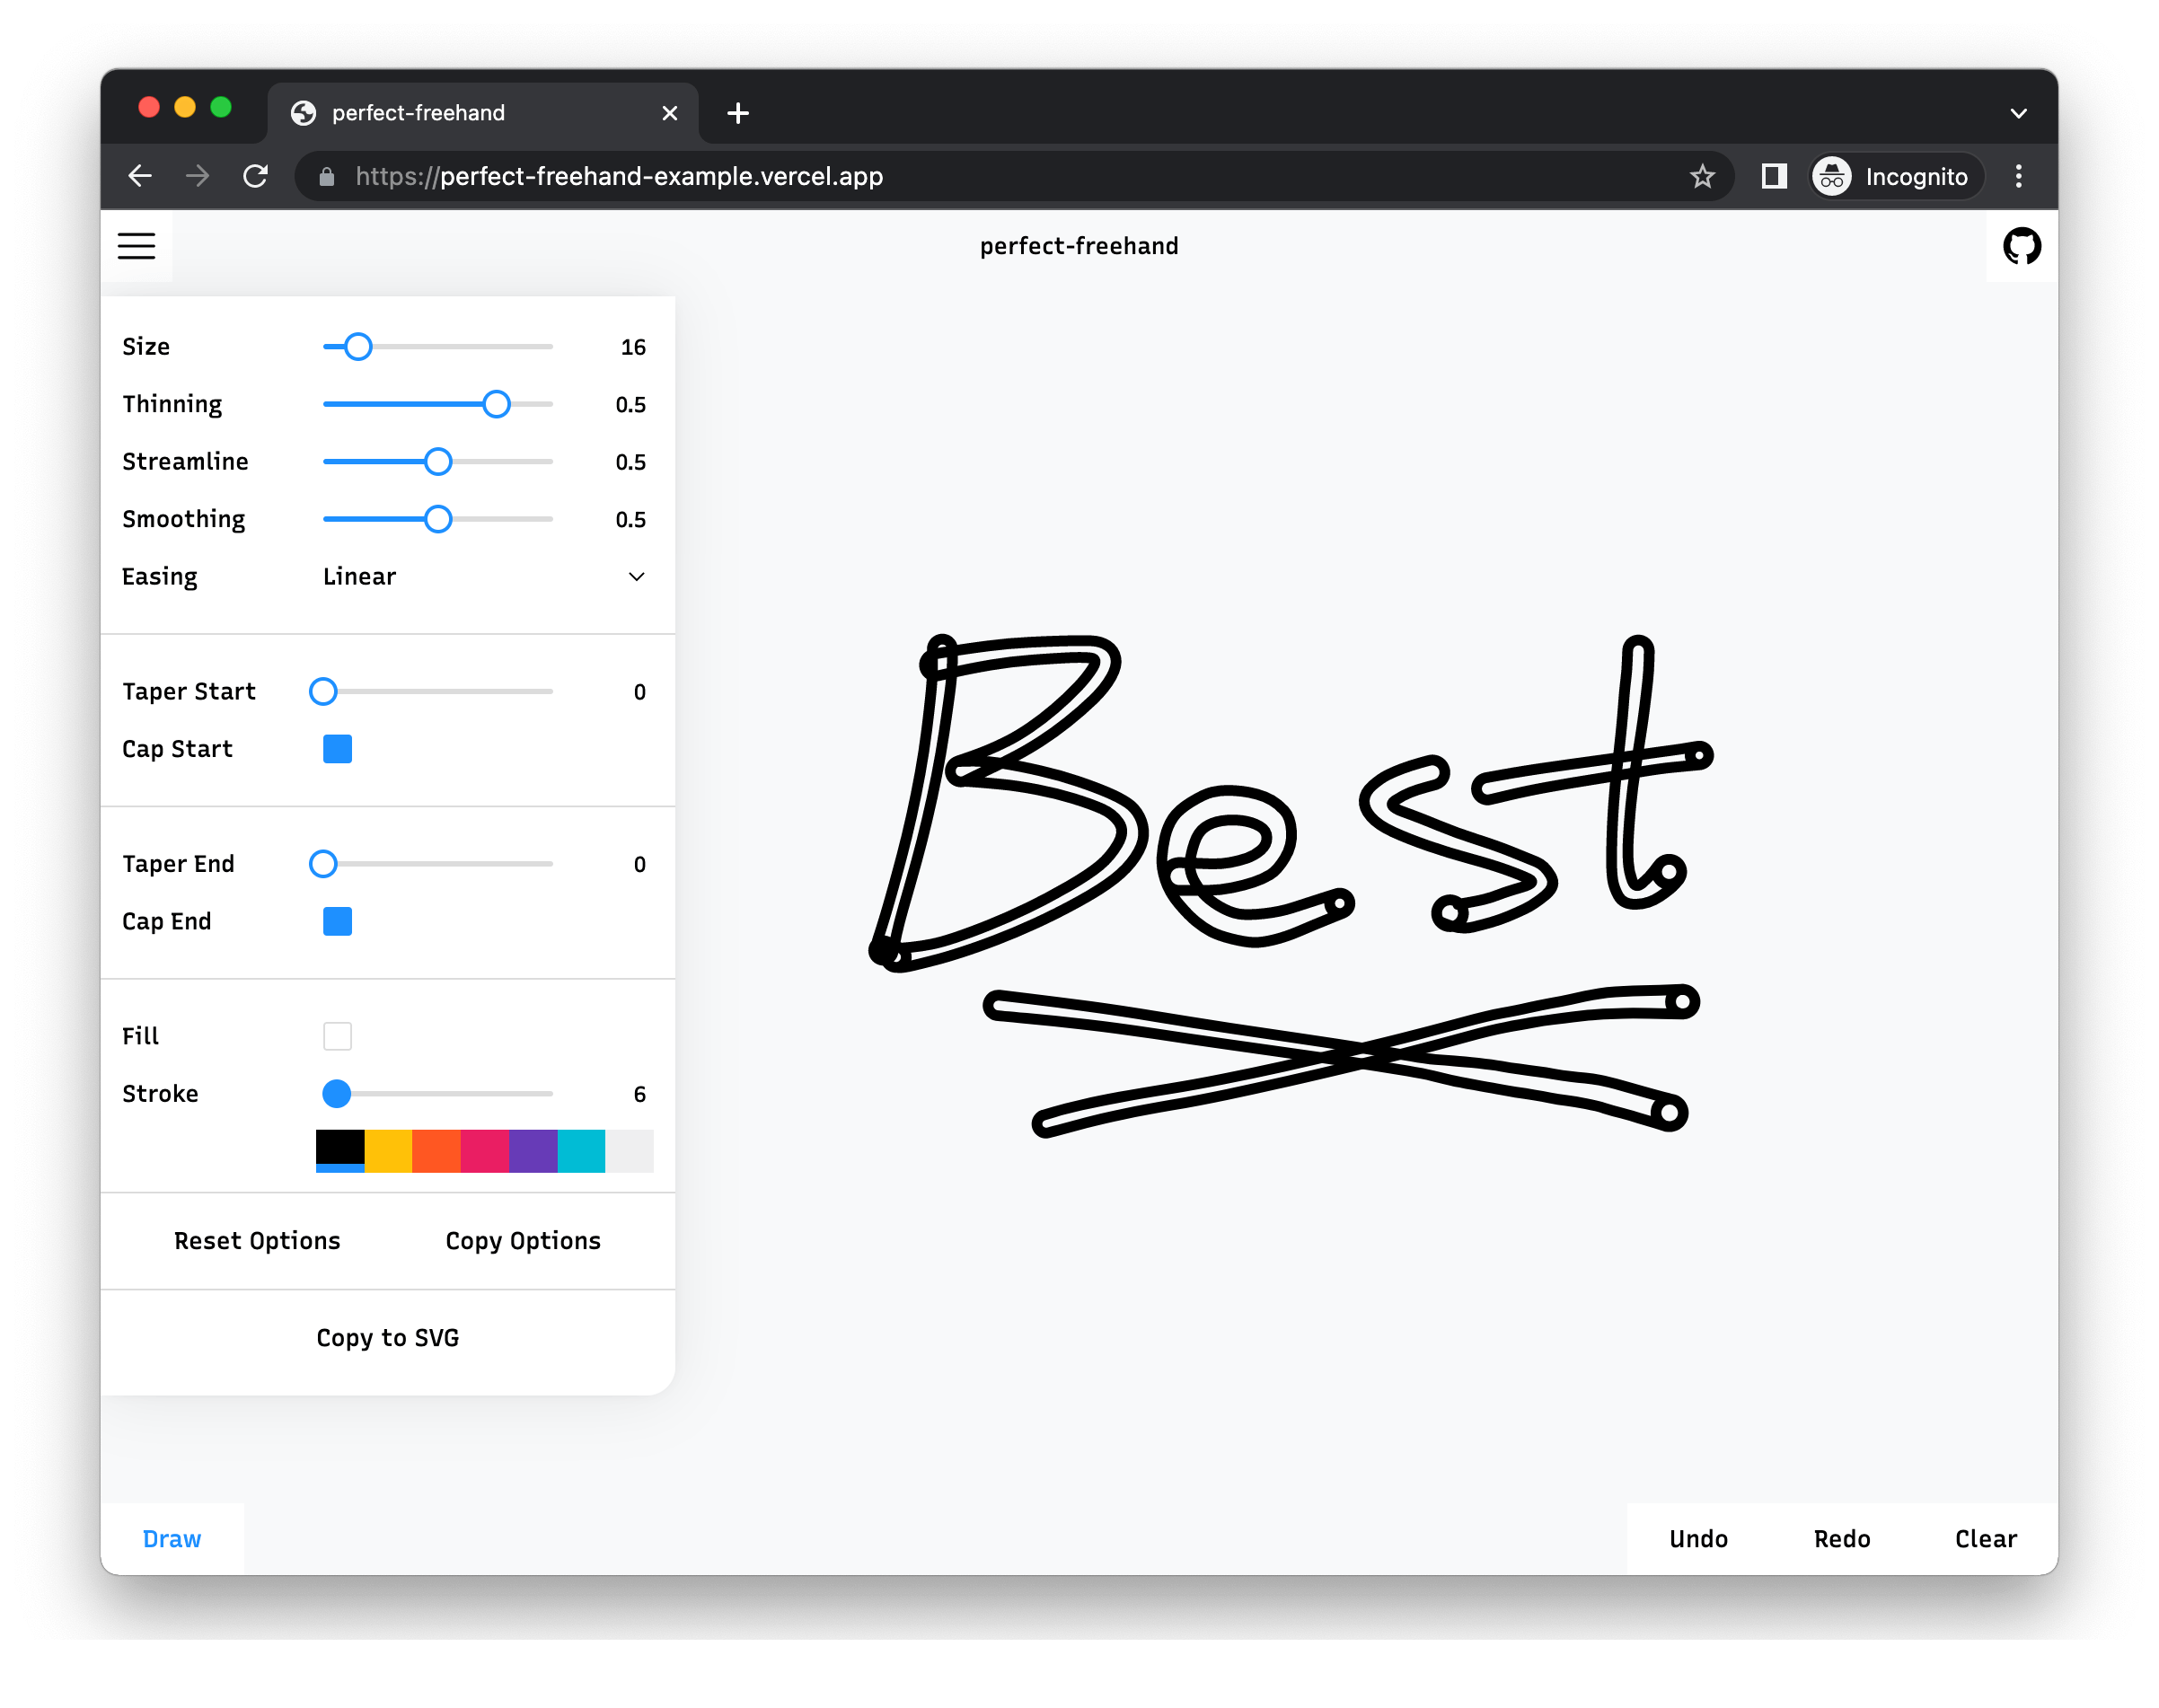 perfect-freehand
https://perfect-freehand-example.vercel.app
Incognito
perfect-freehand
Size 16
Thinning 0.5
Streamline 0.5
Smoothing 0.5
Easing Linear
Taper Start 0
Cap Start
Taper End 0
Cap End
Fill
Stroke 6
Reset Options Copy Options
Copy to SVG
Best
Draw
Undo Redo Clear